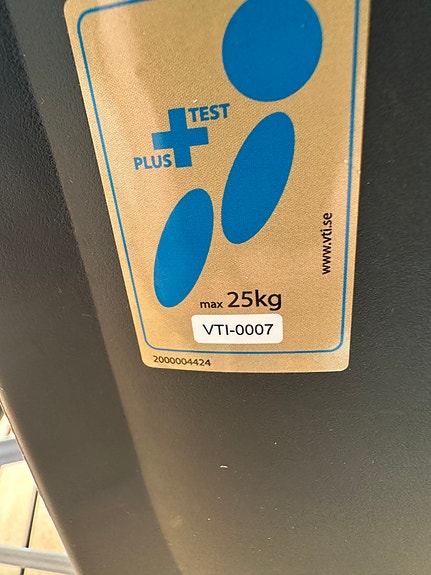 TEST
PLUS
www.vti.se
max 25kg
VTI-0007
2000004424